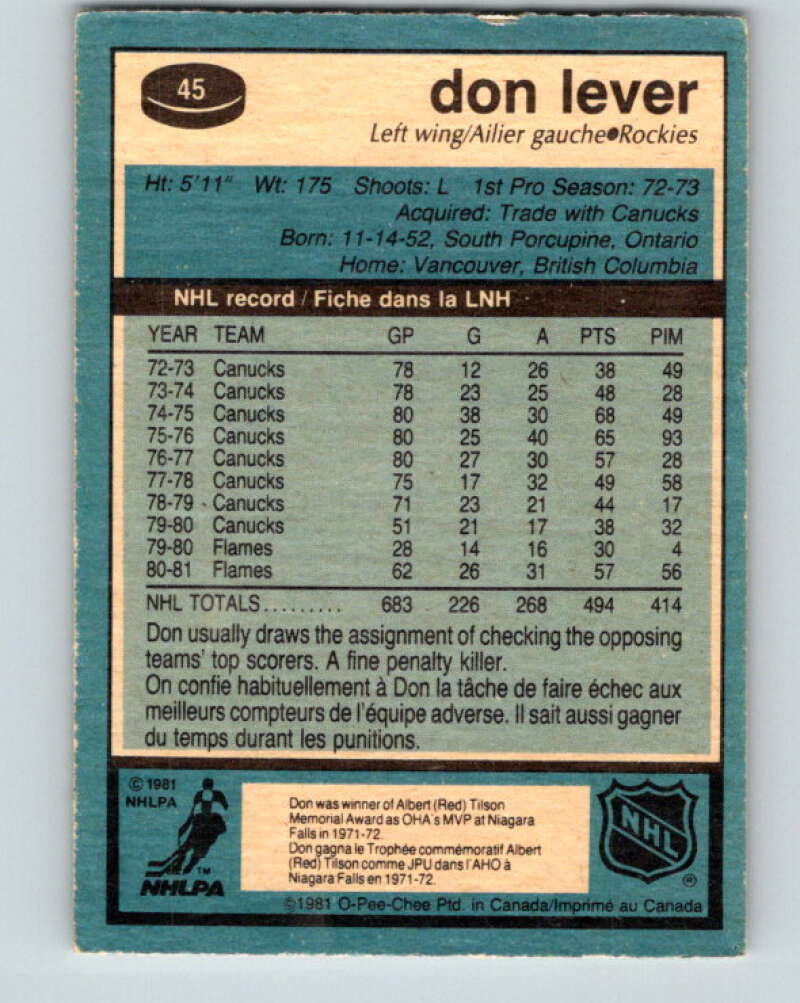 45
don lever
Left wing/Ailier gauche●Rockies
Ht: 5'11" Wt: 175 Shoots: L 1st Pro Season: 72-73
Acquired: Trade with Canucks
Born: 11-14-52, South Porcupine, Ontario
Home: Vancouver, British Columbia
NHL record / Fiche dans la LNH
YEAR TEAM GP G A PTS PIM
72-73 Canucks 78 12 26 38 49
73-74 Canucks 78 23 25 48 28
74-75 Canucks 80 38 30 68 49
75-76 Canucks 80 25 40 65 93
76-77 Canucks 80 27 30 57 28
77-78 Canucks 75 17 32 49 58
78-79 Canucks 71 23 21 44 17
79-80 Canucks 51 21 17 38 32
79-80 Flames 28 14 16 30 4
80-81 Flames 62 26 31 57 56
NHL TOTALS......... 683 226 268 494 414
Don usually draws the assignment of checking the opposing
teams' top scorers. A fine penalty killer.
On confie habituellement à Don la tâche de faire échec aux
meilleurs compteurs de l'équipe adverse. Il sait aussi gagner
du temps durant les punitions.
© 1981
NHLPA
TM
NHLPA
Don was winner of Albert (Red) Tilson
Memorial Award as OHA's MVP at Niagara
Falls in 1971-72.
Don gagna le Trophée commémoratif Albert
(Red) Tilson comme JPU dans l'AHO à
Niagara Falls en 1971-72.
NHL
®
©1981 O-Pee-Chee Ptd. in Canada/Imprimé au Canada